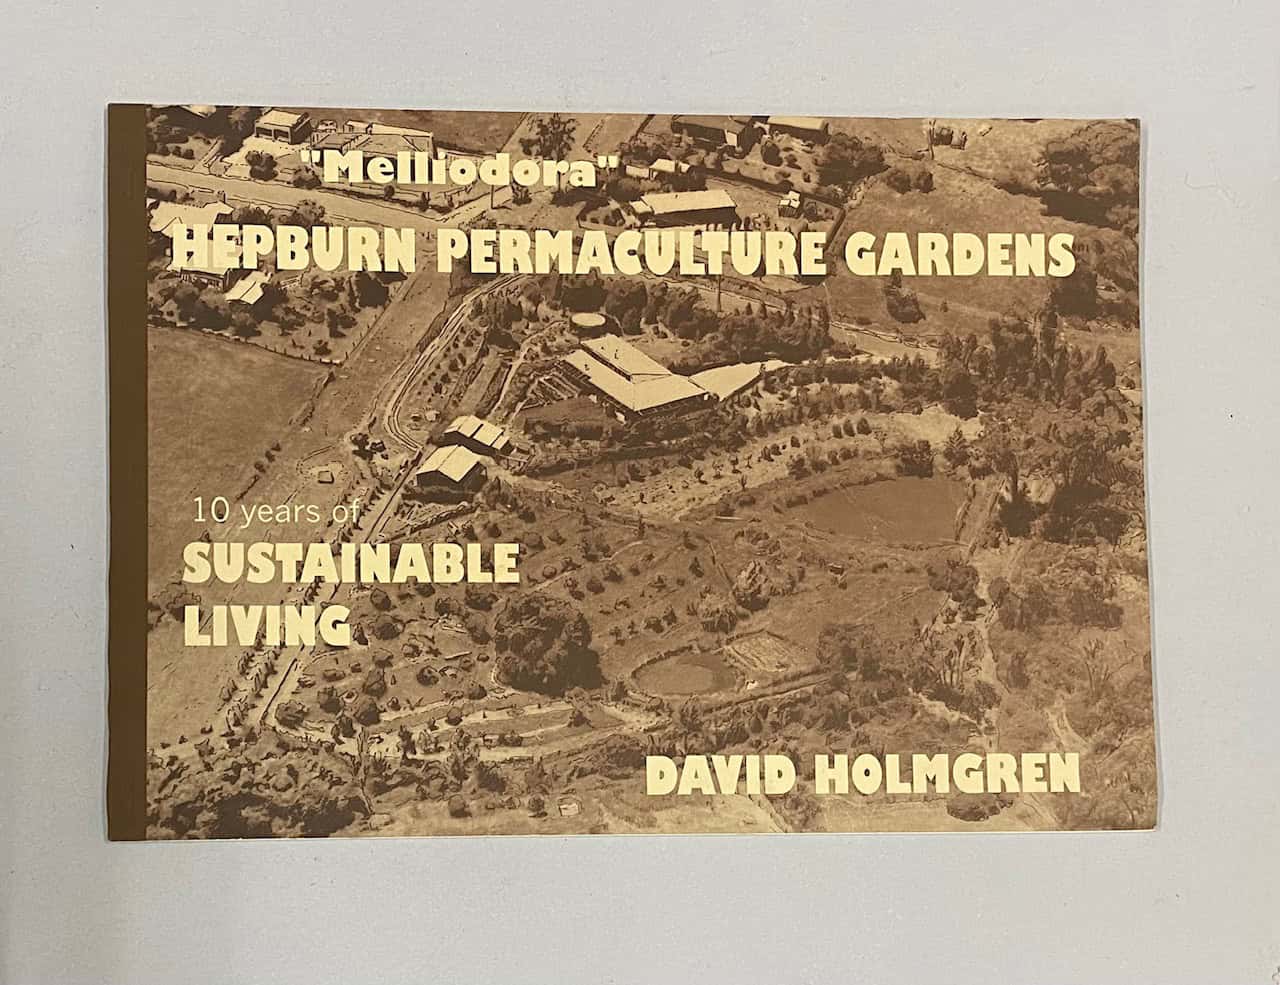 "Melliodora"
HEPBURN PERMACULTURE GARDENS
10 years of
SUSTAINABLE
LIVING
DAVID HOLMGREN